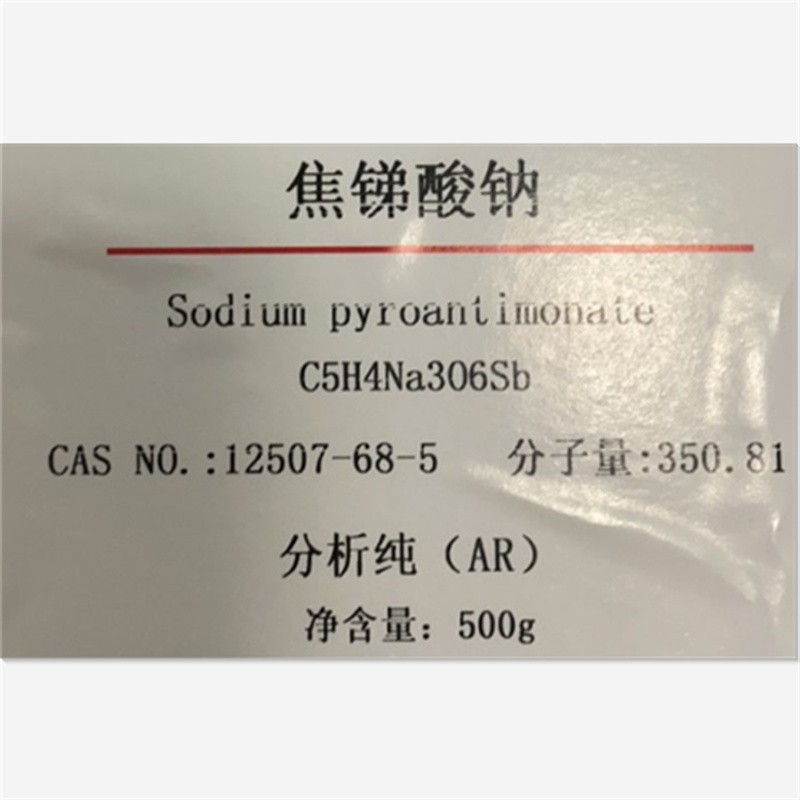 焦锑酸钠
Sodium pyroantimonate
C5H4Na3O6Sb
CAS NO.:12507-68-5 分子量:350.81
分析纯（AR）
净含量：500g